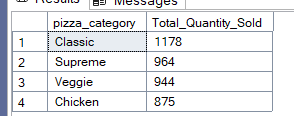 Results Messages
pizza_category Total_Quantity_Sold
1 Classic 1178
2 Supreme 964
3 Veggie 944
4 Chicken 875